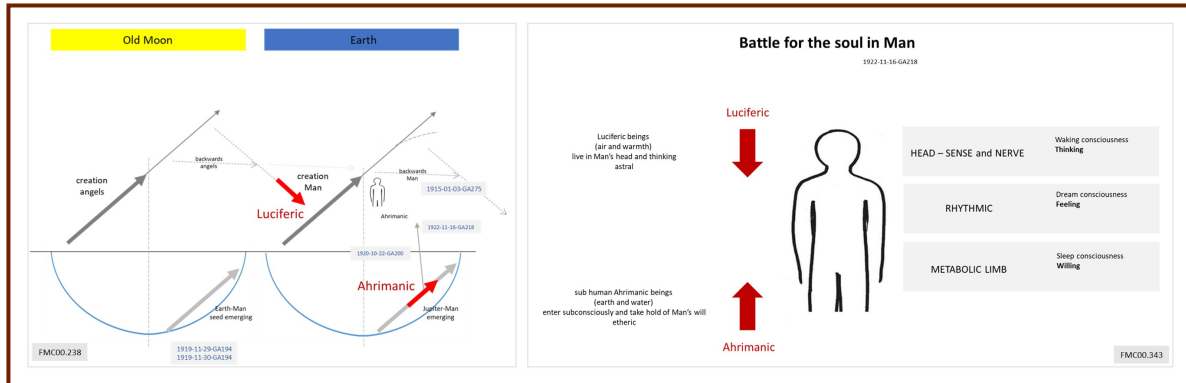 Old Moon
Earth
creation
angels
backwards
angels
creation
Man
backwards
Man
1915-01-03-GA275
Luciferic
Ahrimanic
1922-11-16-GA218
1920-10-22-GA200
Ahrimanic
Earth-Man
seed emerging
Jupiter-Man
emerging
1919-11-29-GA194
1919-11-30-GA194
FMC00.238
Battle for the soul in Man
1922-11-16-GA218
Luciferic
Luciferic beings
(air and warmth)
live in Man's head and thinking
astral
HEAD – SENSE and NERVE
Waking consciousness
Thinking
RHYTHMIC
Dream consciousness
Feeling
METABOLIC LIMB
Sleep consciousness
Willing
sub human Ahrimanic beings
(earth and water)
enter subconsciously and take hold of Man's will
etheric
Ahrimanic
FMC00.343